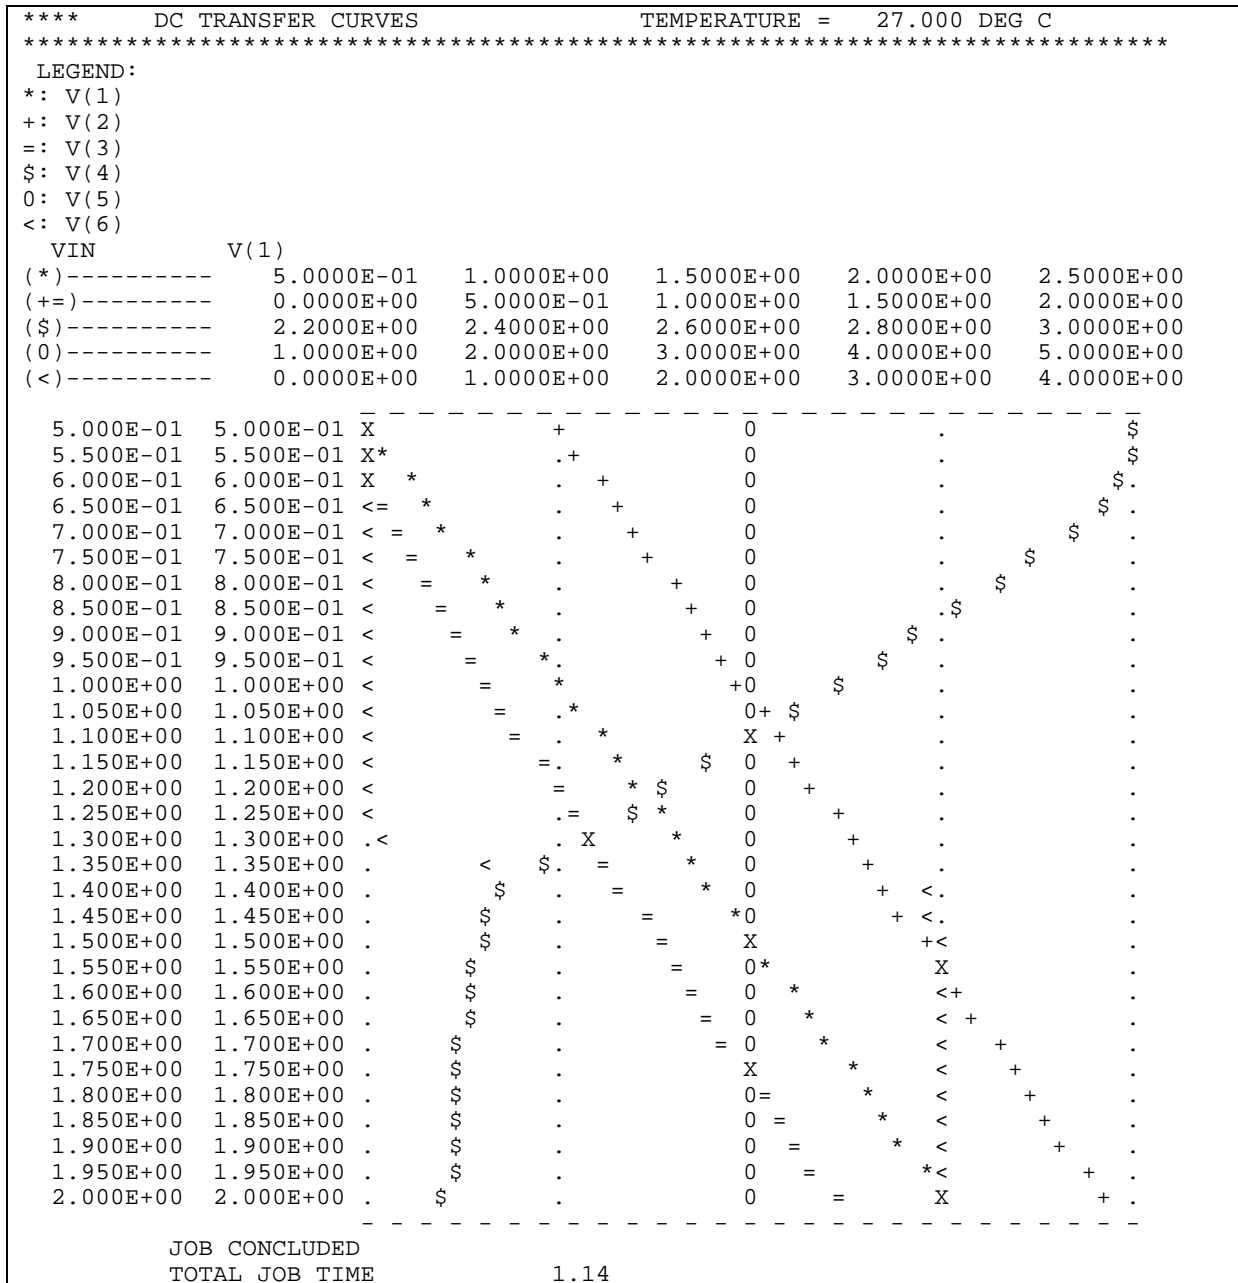 ****      DC TRANSFER CURVES               TEMPERATURE =   27.000 DEG C
******************************************************************************
 LEGEND:
*: V(1)
+: V(2)
=: V(3)
$: V(4)
0: V(5)
<: V(6)
  VIN         V(1)
(*)----------    5.0000E-01   1.0000E+00   1.5000E+00   2.0000E+00   2.5000E+00
(+=)---------    0.0000E+00   5.0000E-01   1.0000E+00   1.5000E+00   2.0000E+00
($)----------    2.2000E+00   2.4000E+00   2.6000E+00   2.8000E+00   3.0000E+00
(0)----------    1.0000E+00   2.0000E+00   3.0000E+00   4.0000E+00   5.0000E+00
(<)----------    0.0000E+00   1.0000E+00   2.0000E+00   3.0000E+00   4.0000E+00
                       _ _ _ _ _ _ _ _ _ _ _ _ _ _ _ _ _ _ _ _ _ _ _ _ _ _ _
  5.000E-01  5.000E-01 X            +            0            .            $
  5.500E-01  5.500E-01 X*           .+           0            .            $
  6.000E-01  6.000E-01 X  *         .  +         0            .           $.
  6.500E-01  6.500E-01 <=  *        .   +        0            .          $ .
  7.000E-01  7.000E-01 < =  *       .    +       0            .        $   .
  7.500E-01  7.500E-01 <  =   *     .     +      0            .     $      .
  8.000E-01  8.000E-01 <   =   *    .       +    0            .   $        .
  8.500E-01  8.500E-01 <    =   *   .        +   0            .$           .
  9.000E-01  9.000E-01 <     =   *  .         +  0          $ .            .
  9.500E-01  9.500E-01 <      =    *.          + 0        $   .            .
  1.000E+00  1.000E+00 <       =    *           +0     $      .            .
  1.050E+00  1.050E+00 <        =   .*           0+ $         .            .
  1.100E+00  1.100E+00 <         =  .  *         X +          .            .
  1.150E+00  1.150E+00 <           =.   *     $  0  +         .            .
  1.200E+00  1.200E+00 <            =    * $     0   +        .            .
  1.250E+00  1.250E+00 <            .=   $ *     0     +      .            .
  1.300E+00  1.300E+00 .<           . X     *    0      +     .            .
  1.350E+00  1.350E+00 .       <   $.  =     *   0       +    .            .
  1.400E+00  1.400E+00 .        $   .   =     *  0        +  <.            .
  1.450E+00  1.450E+00 .       $    .     =     *0         + <.            .
  1.500E+00  1.500E+00 .       $    .      =     X           +<            .
  1.550E+00  1.550E+00 .      $     .       =    0*           X            .
  1.600E+00  1.600E+00 .      $     .        =   0  *         <+           .
  1.650E+00  1.650E+00 .      $     .         =  0   *        < +          .
  1.700E+00  1.700E+00 .     $      .          = 0    *       <   +        .
  1.750E+00  1.750E+00 .     $      .            X      *     <    +       .
  1.800E+00  1.800E+00 .     $      .            0=      *    <     +      .
  1.850E+00  1.850E+00 .     $      .            0 =      *   <      +     .
  1.900E+00  1.900E+00 .     $      .            0  =      *  <       +    .
  1.950E+00  1.950E+00 .     $      .            0   =       *<         +  .
  2.000E+00  2.000E+00 .    $       .            0     =      X          + .
                       - - - - - - - - - - - - - - - - - - - - - - - - - - -
          JOB CONCLUDED
          TOTAL JOB TIME            1.14